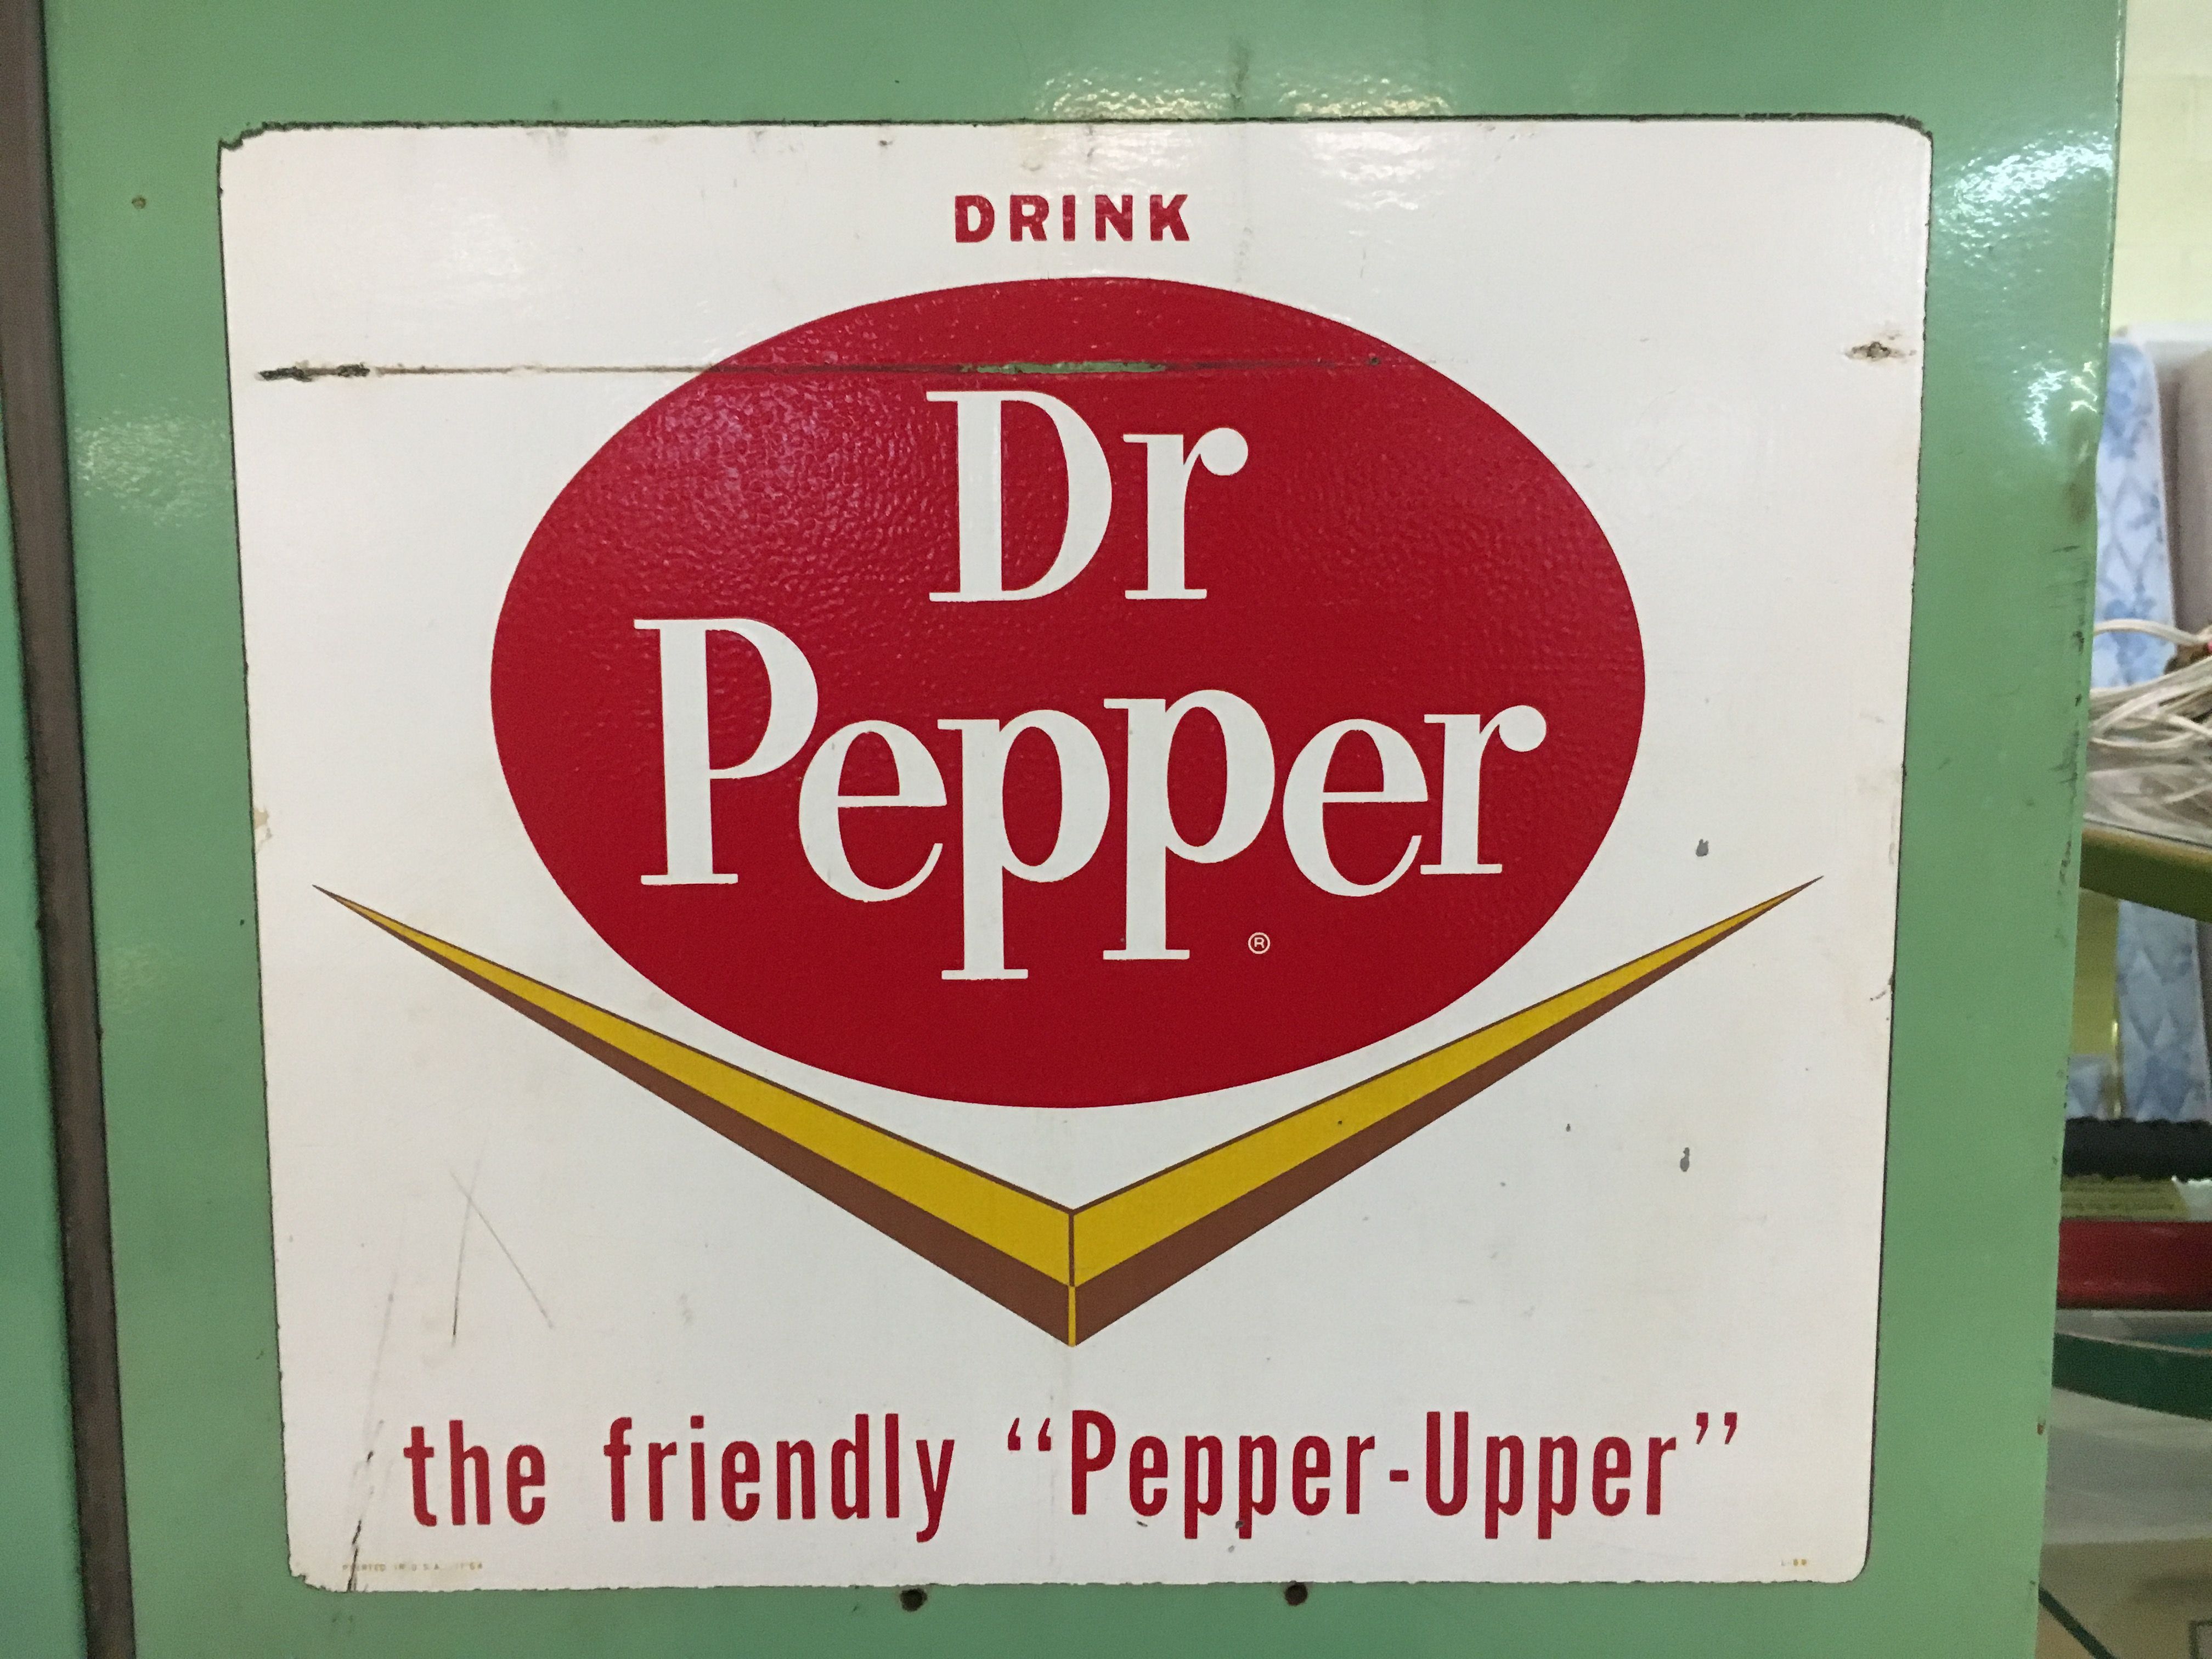 DRINK
Dr
Pepper
®
the friendly “Pepper-Upper”